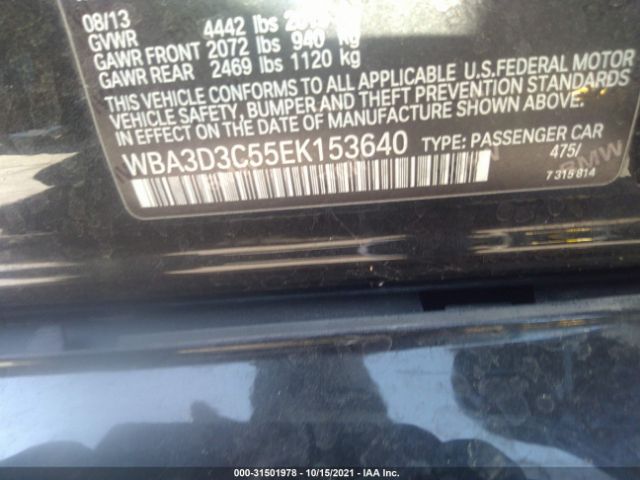 08/13
GVWR 4442 lbs
GAWR FRONT 2072 lbs 940 kg
GAWR REAR 2469 lbs 1120 kg
THIS VEHICLE CONFORMS TO ALL APPLICABLE U.S.FEDERAL MOTOR
VEHICLE SAFETY, BUMPER AND THEFT PREVENTION STANDARDS
IN EFFECT ON THE DATE OF MANUFACTURE SHOWN ABOVE.
WBA3D3C55EK153640 TYPE: PASSENGER CAR
475/
BMW
7 315 814
000-31501978 - 10/15/2021 - IAA Inc.